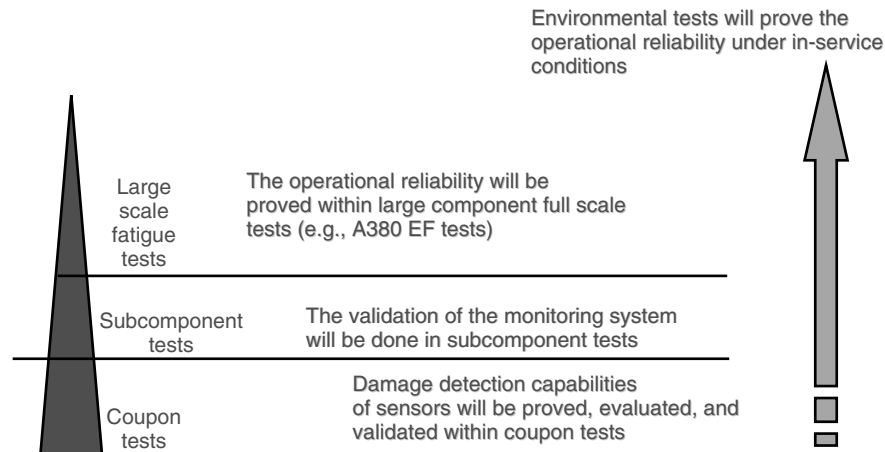 Environmental tests will prove the
operational reliability under in-service
conditions
Large
scale
fatigue
tests
The operational reliability will be
proved within large component full scale
tests (e.g., A380 EF tests)
Subcomponent
tests
The validation of the monitoring system
will be done in subcomponent tests
Coupon
tests
Damage detection capabilities
of sensors will be proved, evaluated, and
validated within coupon tests